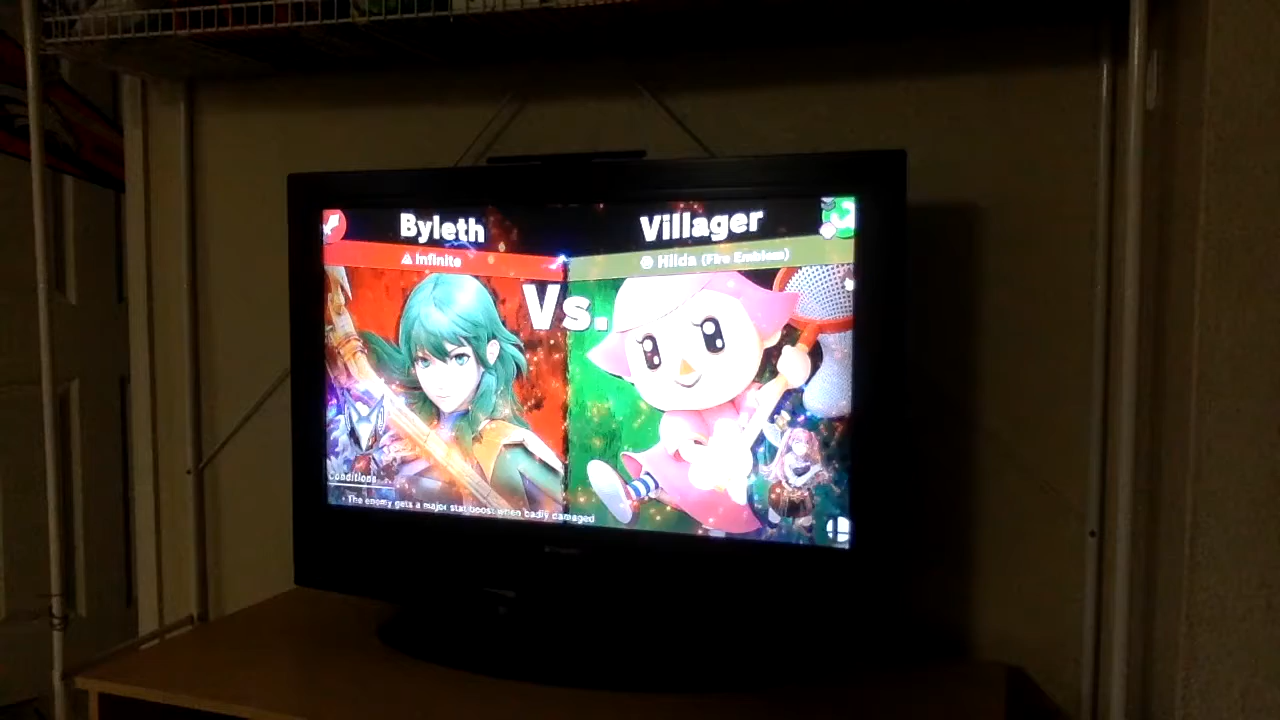 Byleth
Villager
Infinite
Hilda (Fire Emblem)
Vs.
Conditions
· The enemy gets a major stat boost when badly damaged